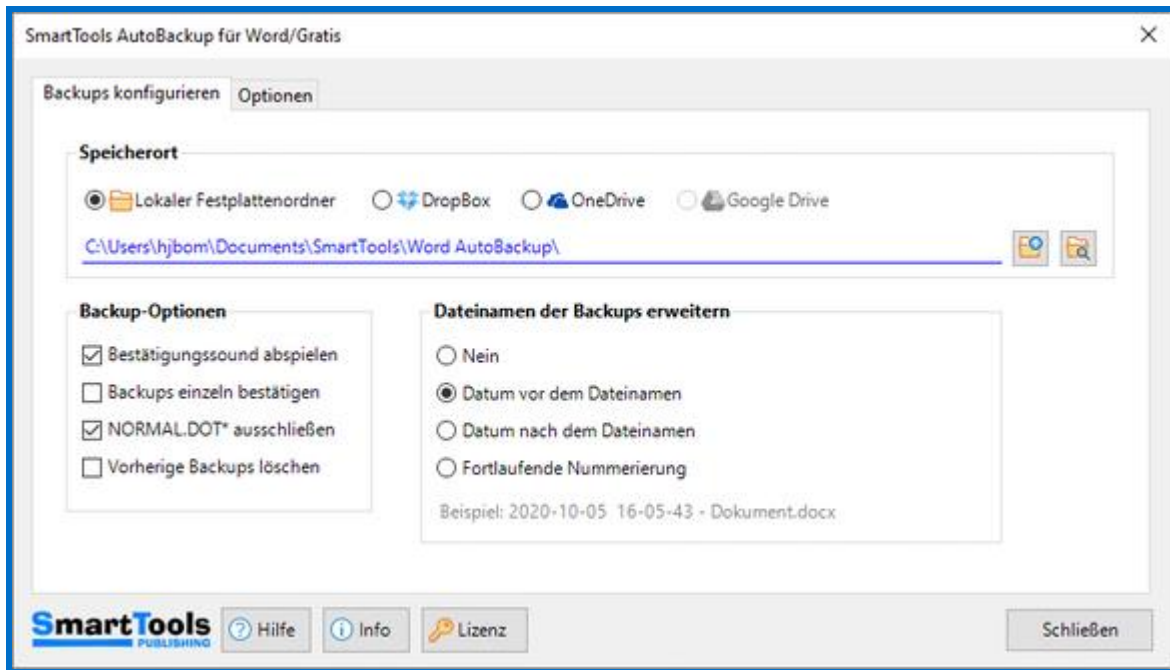 SmartTools AutoBackup für Word/Gratis
Backups konfigurieren Optionen
Speicherort
Lokaler Festplattenordner DropBox OneDrive Google Drive
C:\Users\hjbom\Documents\SmartTools\Word AutoBackup\
Backup-Optionen
Bestätigungssound abspielen
Backups einzeln bestätigen
NORMAL.DOT* ausschließen
Vorherige Backups löschen
Dateinamen der Backups erweitern
Nein
Datum vor dem Dateinamen
Datum nach dem Dateinamen
Fortlaufende Nummerierung
Beispiel: 2020-10-05 16-05-43 - Dokument.docx
SmartTools
PUBLISHING
Hilfe Info Lizenz Schließen